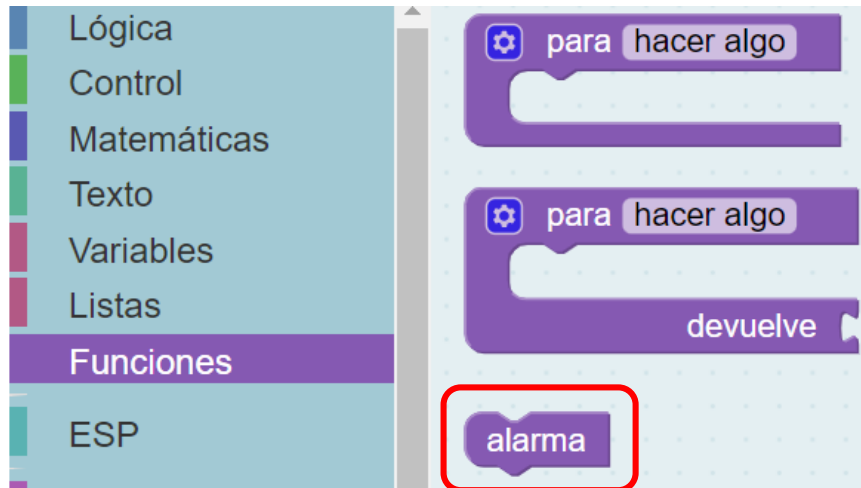 Lógica
Control
Matemáticas
Texto
Variables
Listas
Funciones
ESP
para hacer algo
para hacer algo
devuelve
alarma